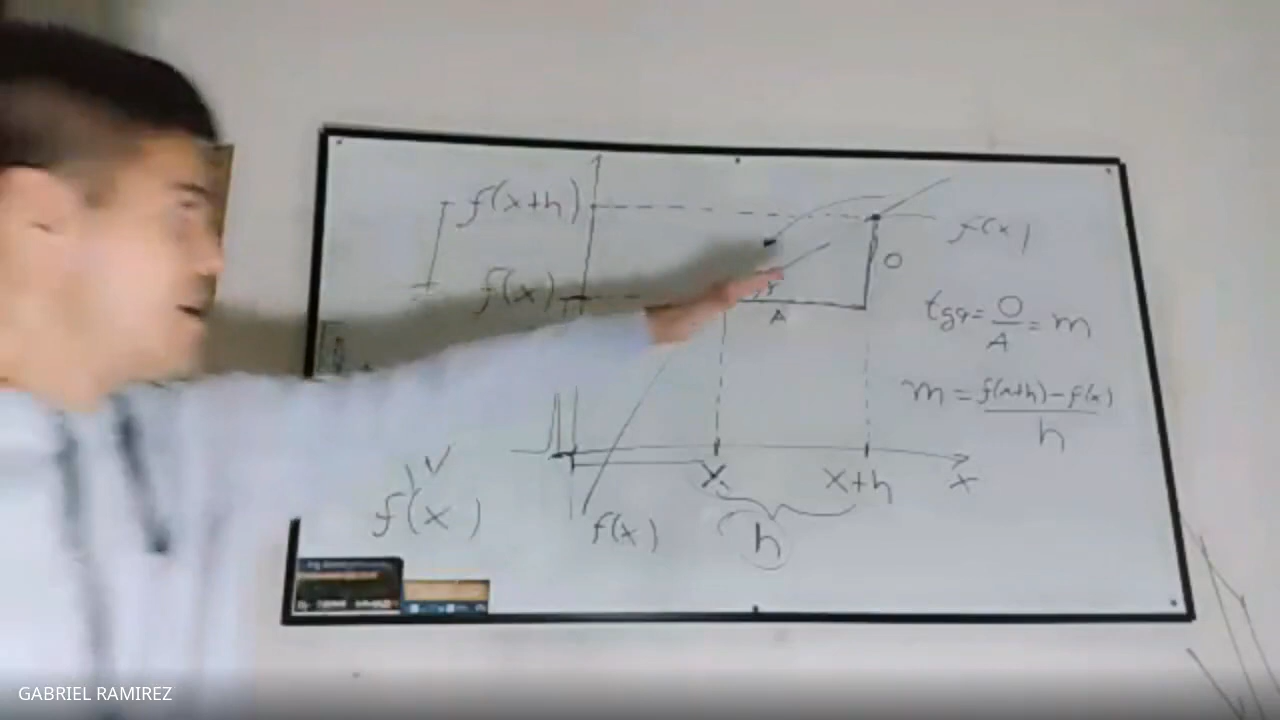 f(x+h)
f(x)
f(x)
O
A
tgα = O/A = m
m = f(x+h)-f(x)/h
x
x+h
x
f'(x)
f(x)
h
GABRIEL RAMIREZ